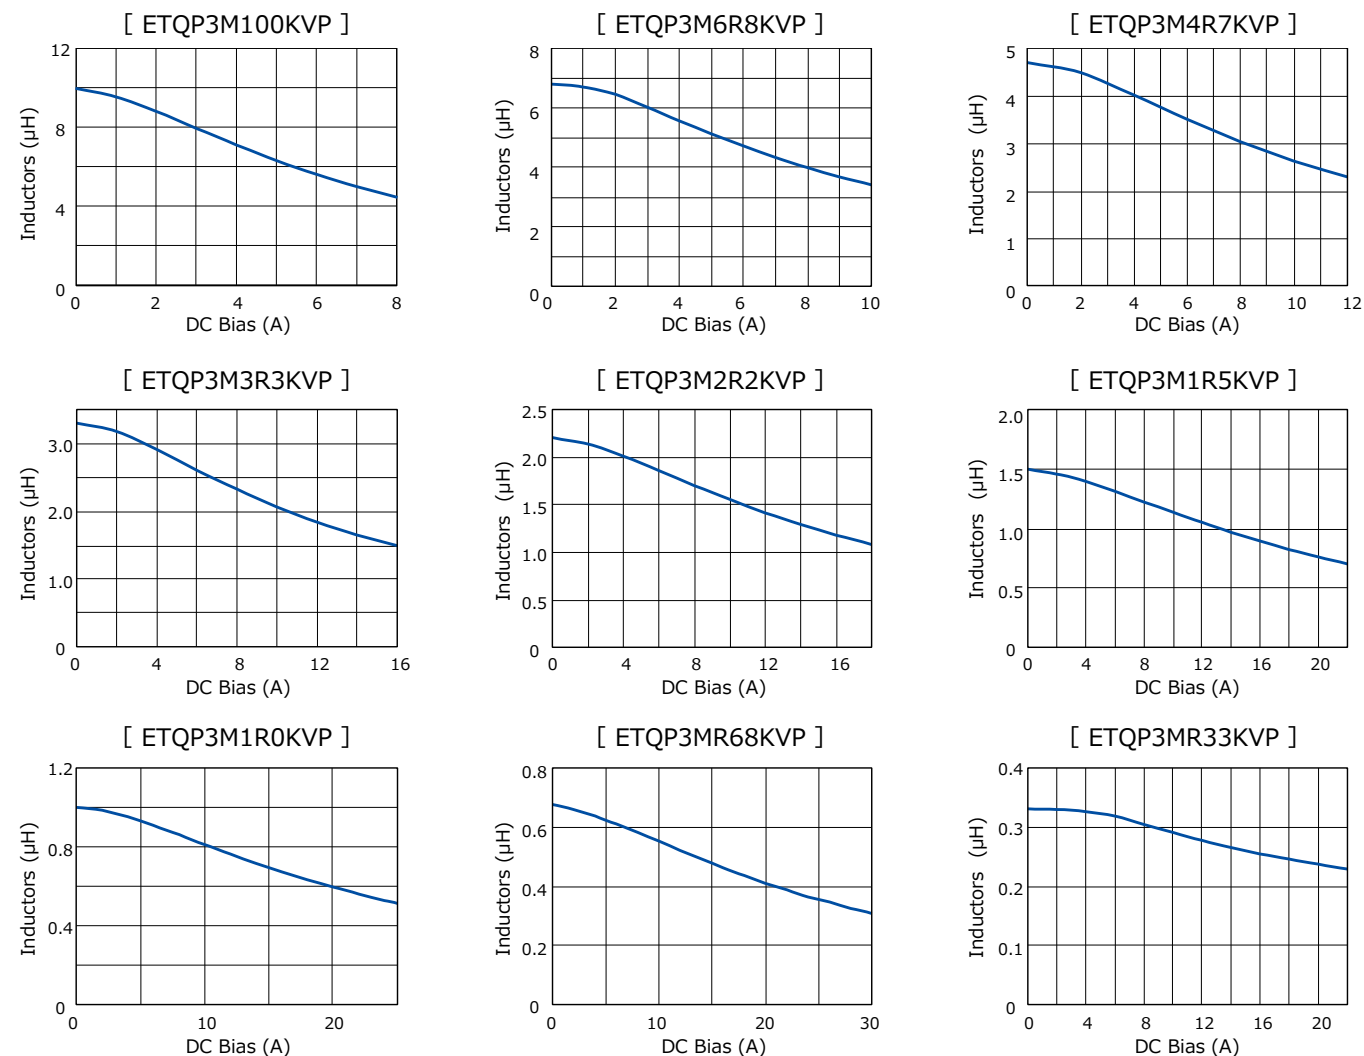 [ ETQP3M100KVP ]
12
8
4
0
Inductors (μH)
0 2 4 6 8
DC Bias (A)
[ ETQP3M6R8KVP ]
8
6
4
2
0
Inductors (μH)
0 2 4 6 8 10
DC Bias (A)
[ ETQP3M4R7KVP ]
5
4
3
2
1
0
Inductors (μH)
0 2 4 6 8 10 12
DC Bias (A)
[ ETQP3M3R3KVP ]
3.0
2.0
1.0
0
Inductors (μH)
0 4 8 12 16
DC Bias (A)
[ ETQP3M2R2KVP ]
2.5
2.0
1.5
1.0
0.5
0
Inductors (μH)
0 4 8 12 16
DC Bias (A)
[ ETQP3M1R5KVP ]
2.0
1.5
1.0
0.5
0
Inductors (μH)
0 4 8 12 16 20
DC Bias (A)
[ ETQP3M1R0KVP ]
1.2
0.8
0.4
0
Inductors (μH)
0 10 20
DC Bias (A)
[ ETQP3MR68KVP ]
0.8
0.6
0.4
0.2
0
Inductors (μH)
0 10 20 30
DC Bias (A)
[ ETQP3MR33KVP ]
0.4
0.3
0.2
0.1
0
Inductors (μH)
0 4 8 12 16 20
DC Bias (A)